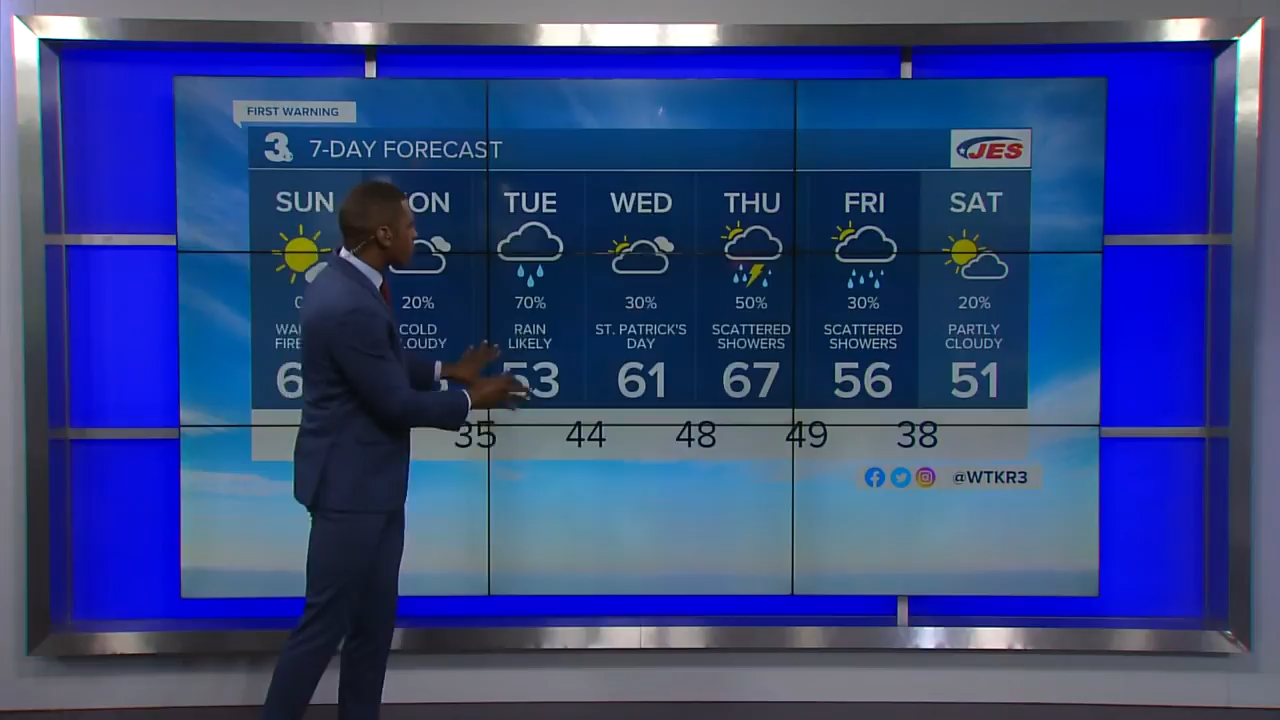 FIRST WARNING
3 7-DAY FORECAST
JES
SUN TUE WED THU FRI SAT
20% 70% 30% 50% 30% 20%
COLD RAIN ST. PATRICK'S SCATTERED SCATTERED PARTLY
LIKELY DAY SHOWERS SHOWERS CLOUDY
53 61 67 56 51
35 44 48 49 38
@WTKR3